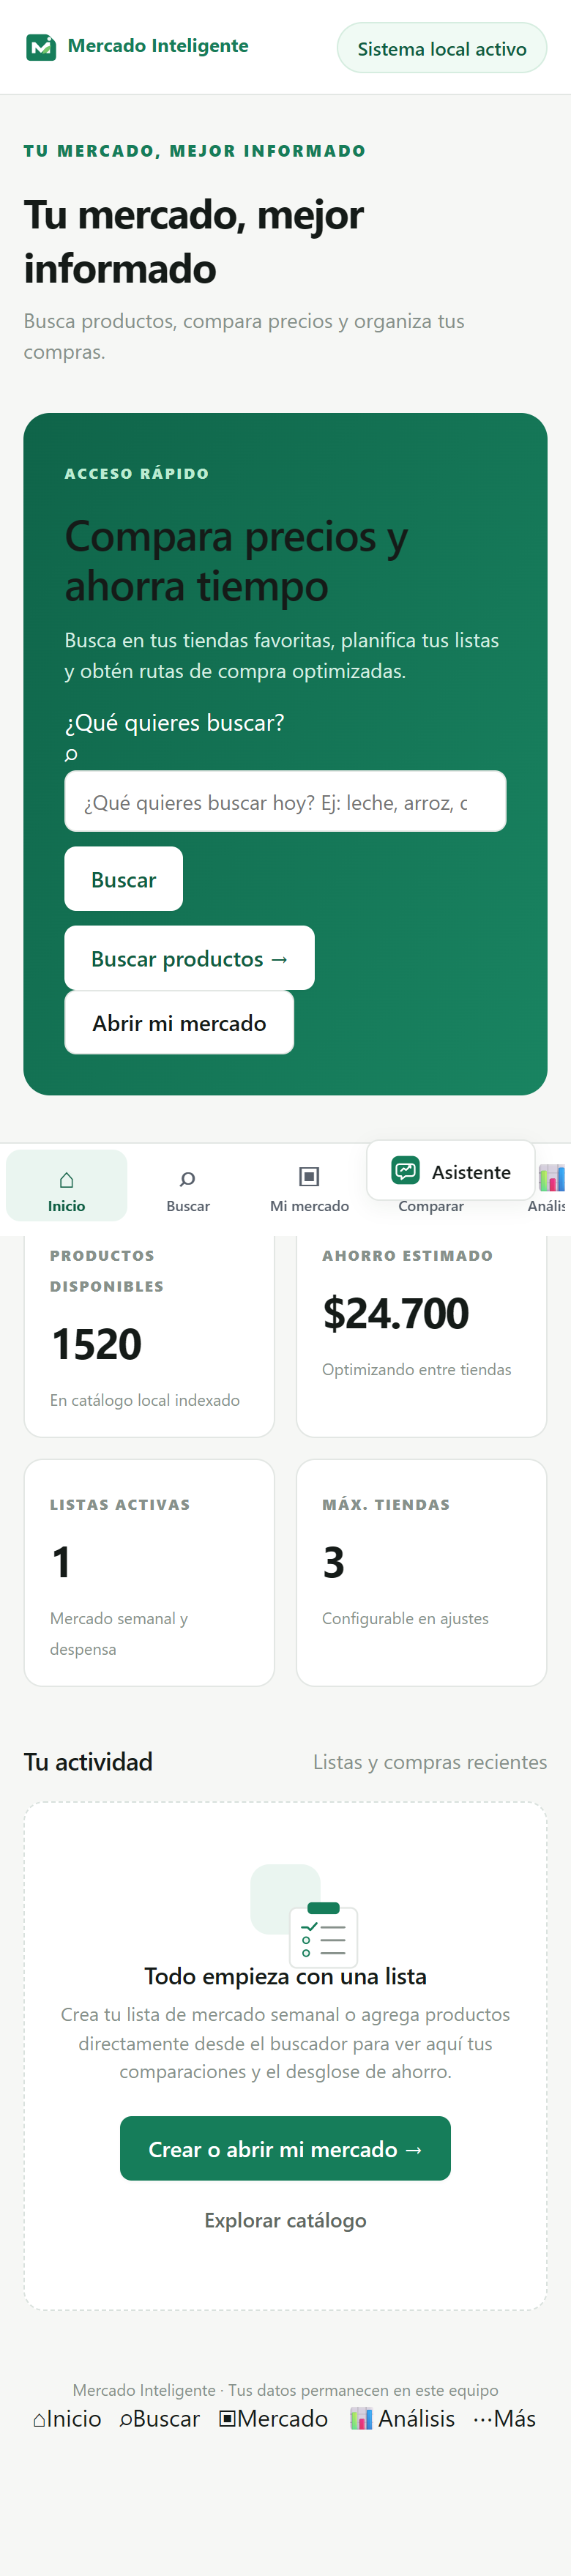 Mercado Inteligente
Sistema local activo
TU MERCADO, MEJOR INFORMADO
Tu mercado, mejor
informado
Busca productos, compara precios y organiza tus
compras.
ACCESO RÁPIDO
Compara precios y
ahorra tiempo
Busca en tus tiendas favoritas, planifica tus listas
y obtén rutas de compra optimizadas.
¿Qué quieres buscar?
¿Qué quieres buscar hoy? Ej: leche, arroz, c
Buscar
Buscar productos →
Abrir mi mercado
Inicio
Buscar
Mi mercado
Comparar
Asistente
Anális
PRODUCTOS
DISPONIBLES
1520
En catálogo local indexado
AHORRO ESTIMADO
$24.700
Optimizando entre tiendas
LISTAS ACTIVAS
1
Mercado semanal y
despensa
MÁX. TIENDAS
3
Configurable en ajustes
Tu actividad
Listas y compras recientes
Todo empieza con una lista
Crea tu lista de mercado semanal o agrega productos
directamente desde el buscador para ver aquí tus
comparaciones y el desglose de ahorro.
Crear o abrir mi mercado →
Explorar catálogo
Mercado Inteligente · Tus datos permanecen en este equipo
Inicio Buscar Mercado Análisis ···Más